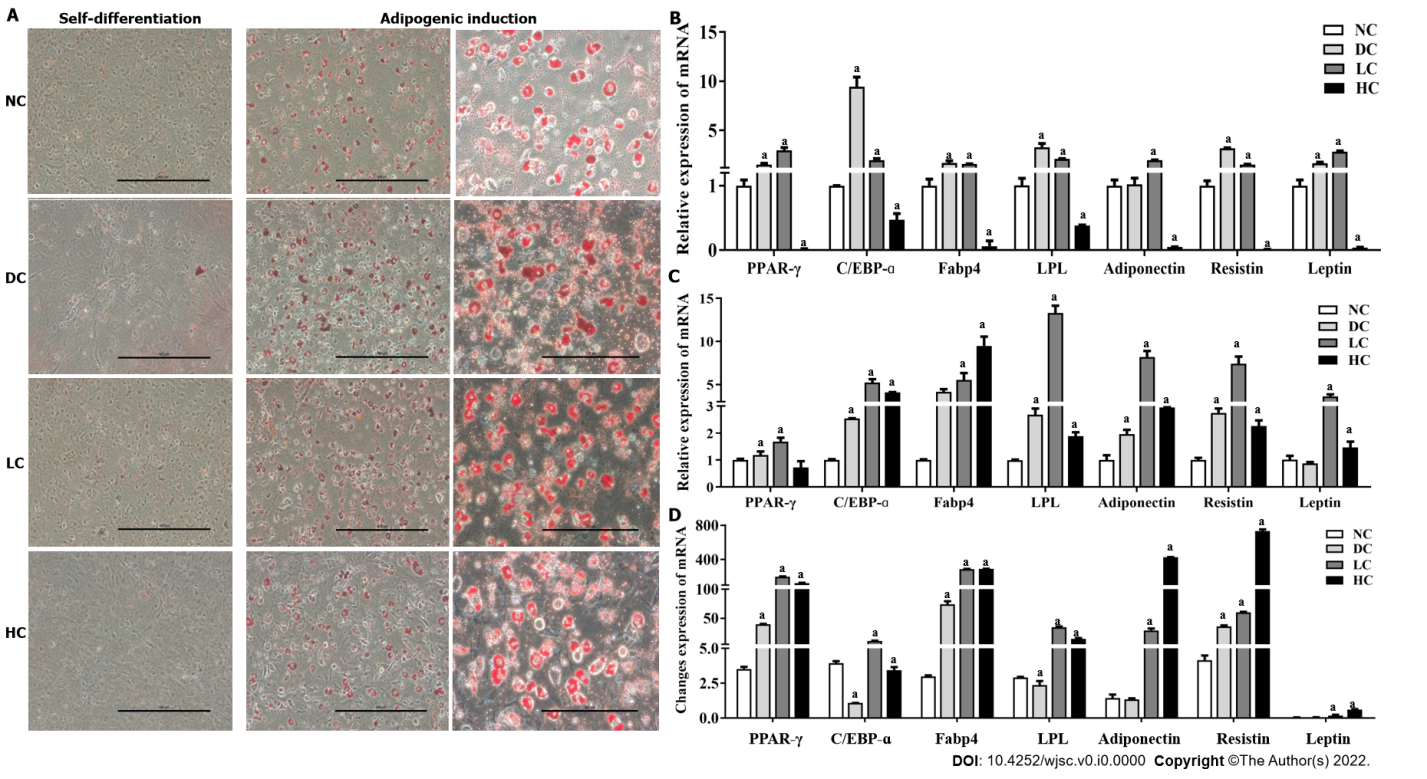 A
Self-differentiation
Adipogenic induction
NC
DC
LC
HC
B
Relative expression of mRNA
15
10
5
1
0
a a a
a a a
a a a
a a a
a a
a a a
a a a
PPAR-γ C/EBP-α Fabp4 LPL Adiponectin Resistin Leptin
NC
DC
LC
HC
C
Relative expression of mRNA
15
10
5
3
2
1
0
a a
a a a
a a a
a a a
a a a
a a a
a a
PPAR-γ C/EBP-α Fabp4 LPL Adiponectin Resistin Leptin
NC
DC
LC
HC
D
Changes expression of mRNA
800
400
100
50
5.0
2.5
0.0
a a a
a a a
a a a
a a a
a a
a a a
a a
PPAR-γ C/EBP-α Fabp4 LPL Adiponectin Resistin Leptin
NC
DC
LC
HC
DOI: 10.4252/wjsc.v0.i0.0000 Copyright ©The Author(s) 2022.